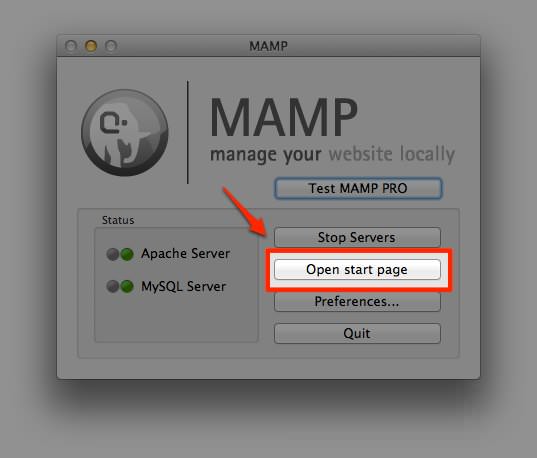 MAMP
MAMP
manage your website locally
Test MAMP PRO
Status
Stop Servers
Apache Server
Open start page
MySQL Server
Preferences...
Quit